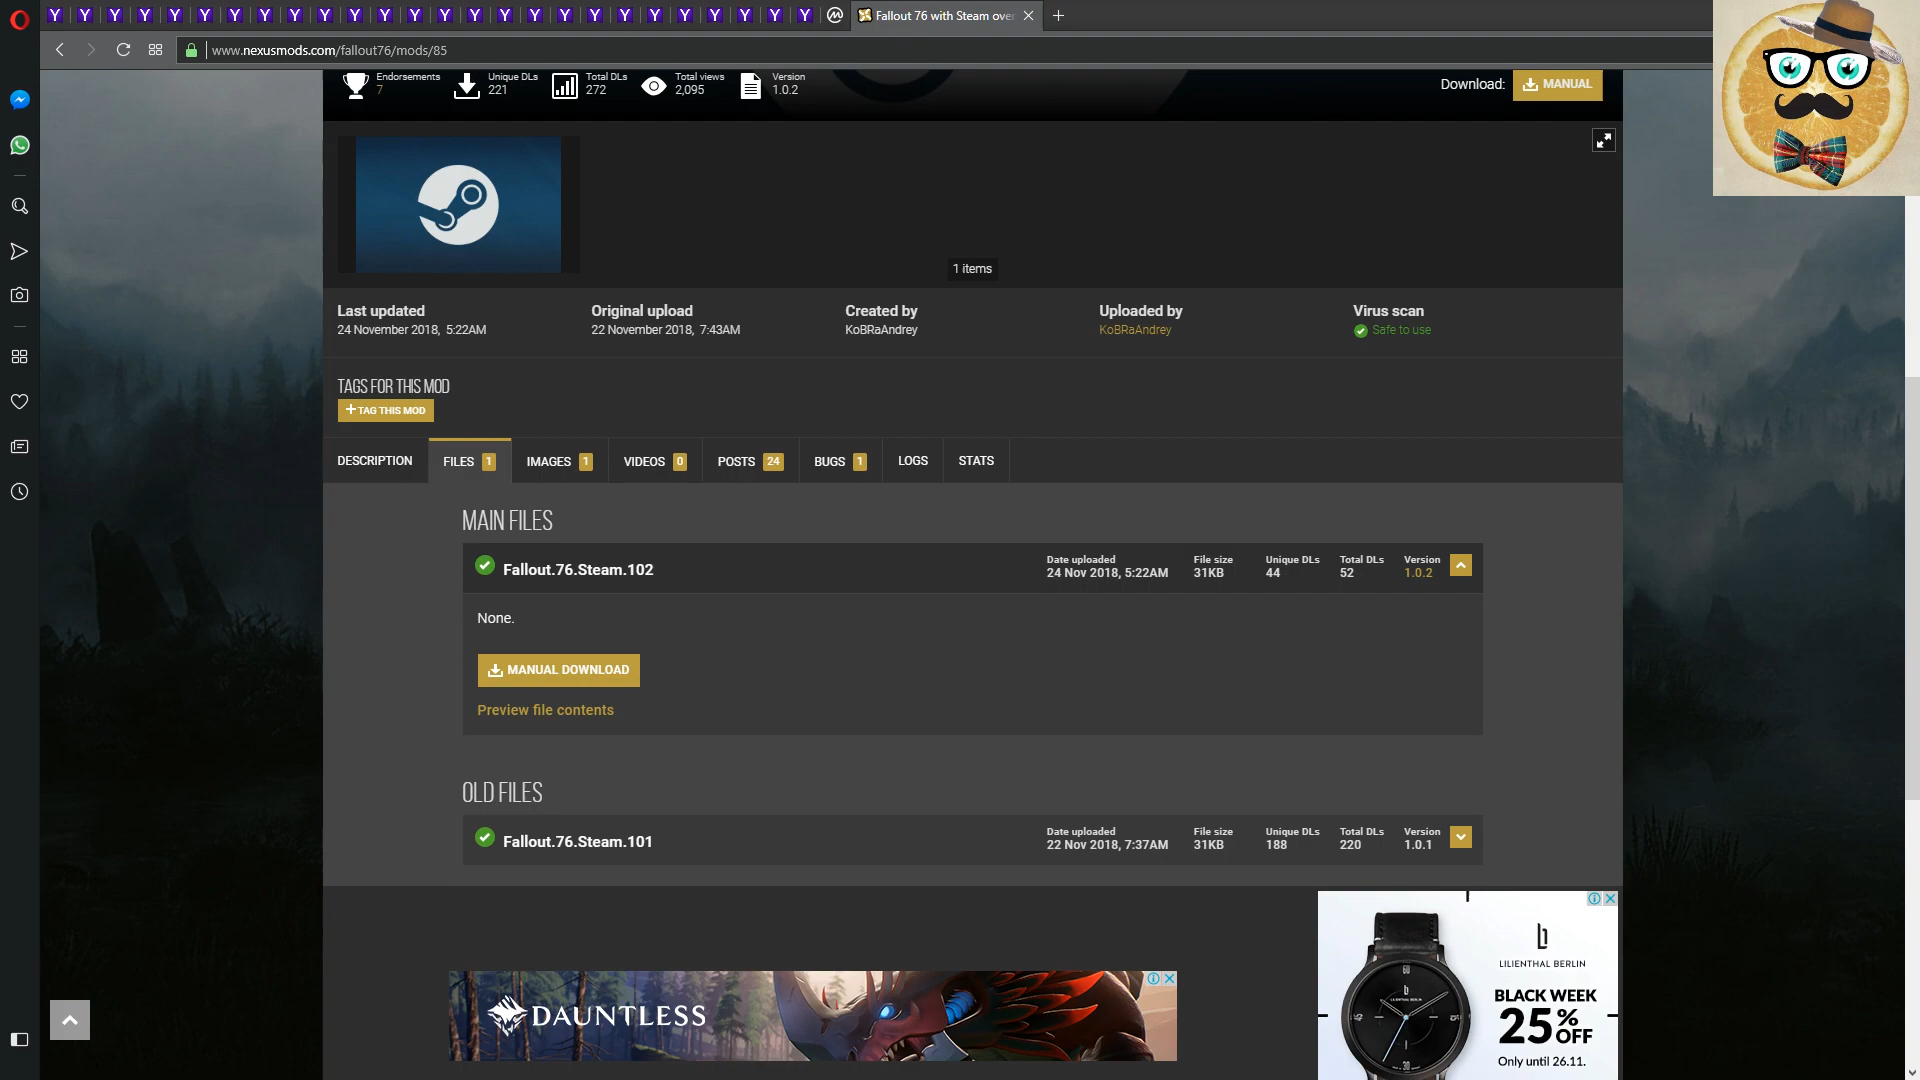 Fallout 76 with Steam over
www.nexusmods.com/fallout76/mods/85
Endorsements
7
Unique DLs
221
Total DLs
272
Total views
2,095
Version
1.0.2
Download:
MANUAL
1 items
Last updated
24 November 2018, 5:22AM
Original upload
22 November 2018, 7:43AM
Created by
KoBRaAndrey
Uploaded by
KoBRaAndrey
Virus scan
Safe to use
TAGS FOR THIS MOD
+ TAG THIS MOD
DESCRIPTION
FILES 1
IMAGES 1
VIDEOS 0
POSTS 24
BUGS 1
LOGS
STATS
MAIN FILES
Fallout.76.Steam.102
Date uploaded
24 Nov 2018, 5:22AM
File size
31KB
Unique DLs
44
Total DLs
52
Version
1.0.2
None.
MANUAL DOWNLOAD
Preview file contents
OLD FILES
Fallout.76.Steam.101
Date uploaded
22 Nov 2018, 7:37AM
File size
31KB
Unique DLs
188
Total DLs
220
Version
1.0.1
DAUNTLESS
LILIENTHAL BERLIN
BLACK WEEK
25% OFF
Only until 26.11.
60
30